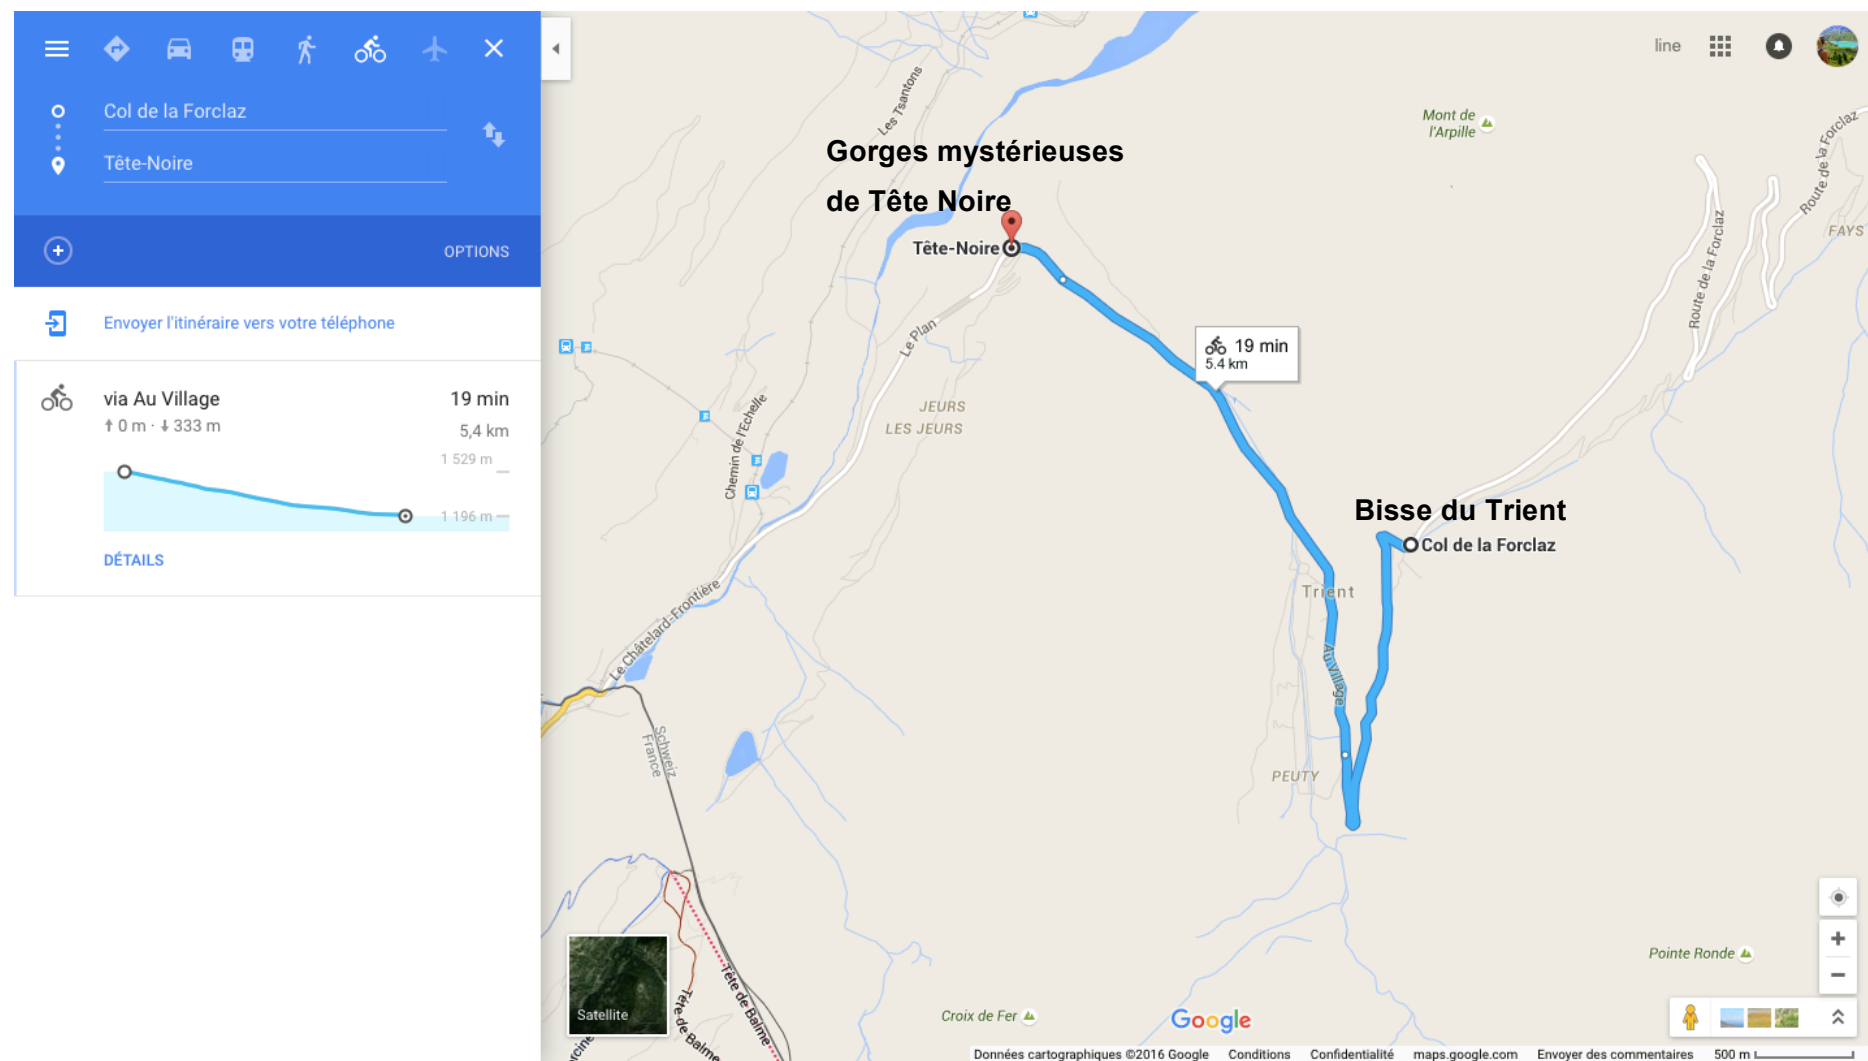 Col de la Forclaz
Tête-Noire
OPTIONS
Envoyer l'itinéraire vers votre téléphone
via Au Village
19 min
↑ 0 m · ↓ 333 m
5,4 km
1 529 m
1 196 m
DÉTAILS
line
Les Tsantons
Mont de
l'Arpille
Route de la Forclaz
Gorges mystérieuses
de Tête Noire
Tête-Noire
Route de la Forclaz
FAYS
Le Plan
19 min
5.4 km
JEURS
LES JEURS
Chemin de l'Echelle
Bisse du Trient
Col de la Forclaz
Trient
Le Châtelard-Frontière
Au Village
Schweiz
France
PEUTY
Pointe Ronde
Tête de Balme
Tête de Balme
Croix de Fer
Satellite
Google
Données cartographiques ©2016 Google
Conditions
Confidentialité
maps.google.com
Envoyer des commentaires
500 m